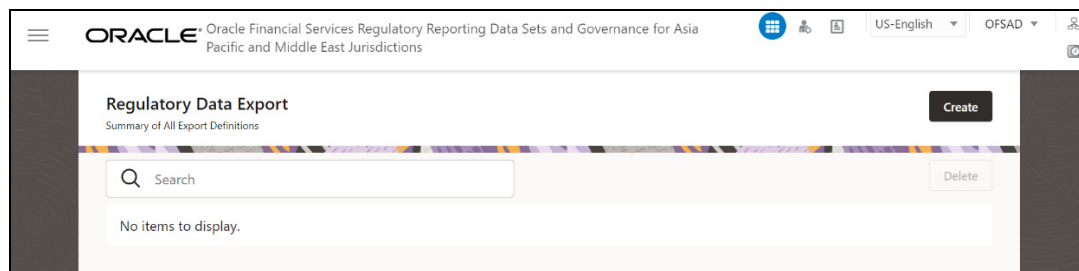 ORACLE® Oracle Financial Services Regulatory Reporting Data Sets and Governance for Asia
Pacific and Middle East Jurisdictions
US-English
OFSAD
Regulatory Data Export
Create
Summary of All Export Definitions
Search
Delete
No items to display.